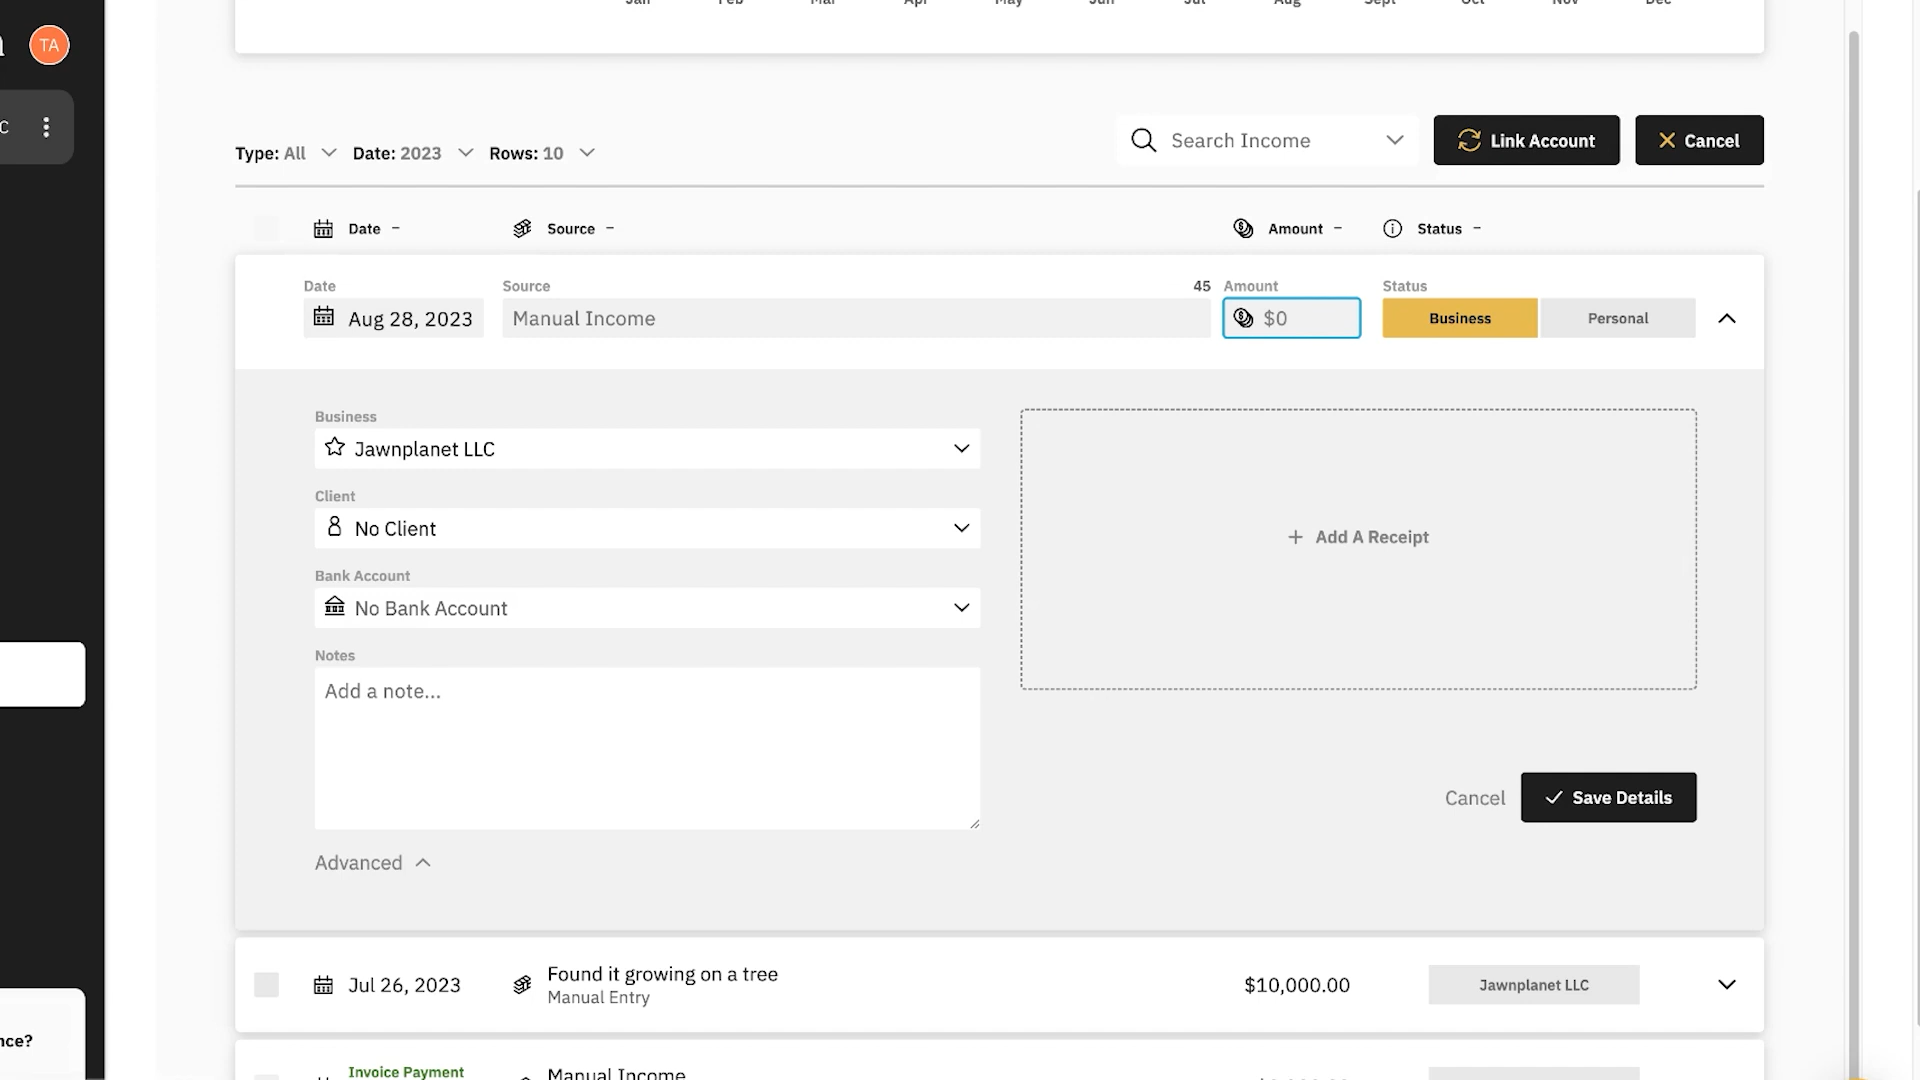 TA
C
Type: All Date: 2023 Rows: 10
Search Income
Link Account
Cancel
Date – Source – Amount – Status –
Date Source 45 Amount Status
Aug 28, 2023 Manual Income $0 Business Personal
Business
Jawnplanet LLC
Client
No Client
Bank Account
No Bank Account
Notes
Add a note...
+ Add A Receipt
Cancel Save Details
Advanced
Jul 26, 2023 Found it growing on a tree $10,000.00 Jawnplanet LLC
Manual Entry
nce?
Invoice Payment Manual Income